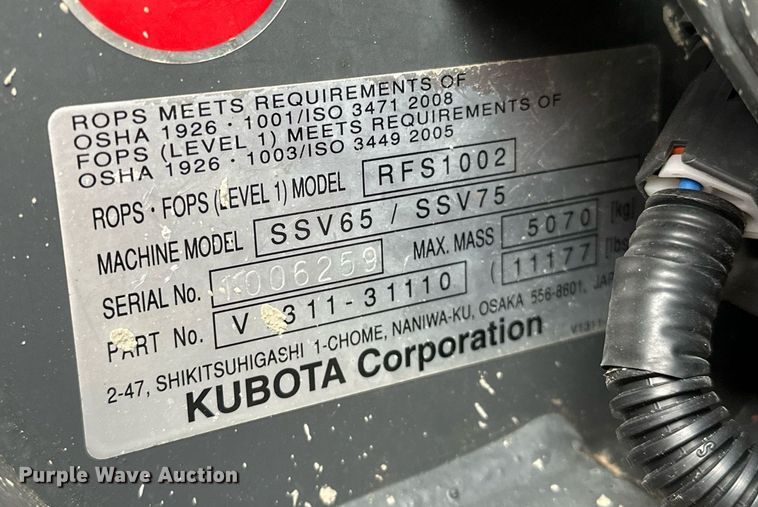 ROPS MEETS REQUIREMENTS OF
OSHA 1926・1001/ISO 3471 2008
FOPS (LEVEL 1) MEETS REQUIREMENTS OF
OSHA 1926・1003/ISO 3449 2005
ROPS・FOPS (LEVEL 1) MODEL RFS1002
MACHINE MODEL SSV65 / SSV75
SERIAL No. 1006259 MAX. MASS 5070 [kg]
PART No. V 311-31110 (11177 [lbs
2-47, SHIKITSUHIGASHI 1-CHOME, NANIWA-KU, OSAKA 556-8601, JAP
KUBOTA Corporation
Purple Wave Auction